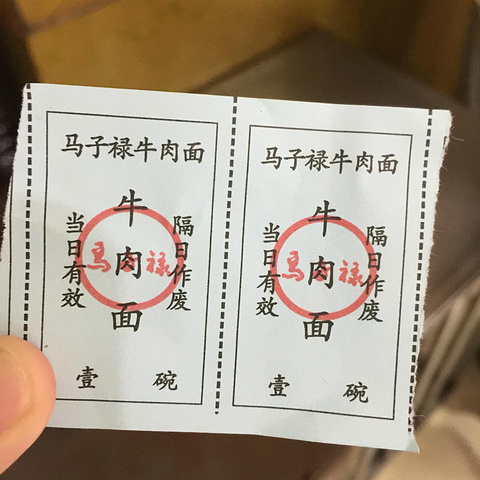 马子禄牛肉面
当日有效
牛肉面
隔日作废
马子禄
壹 碗
马子禄牛肉面
当日有效
牛肉面
隔日作废
马子禄
壹 碗